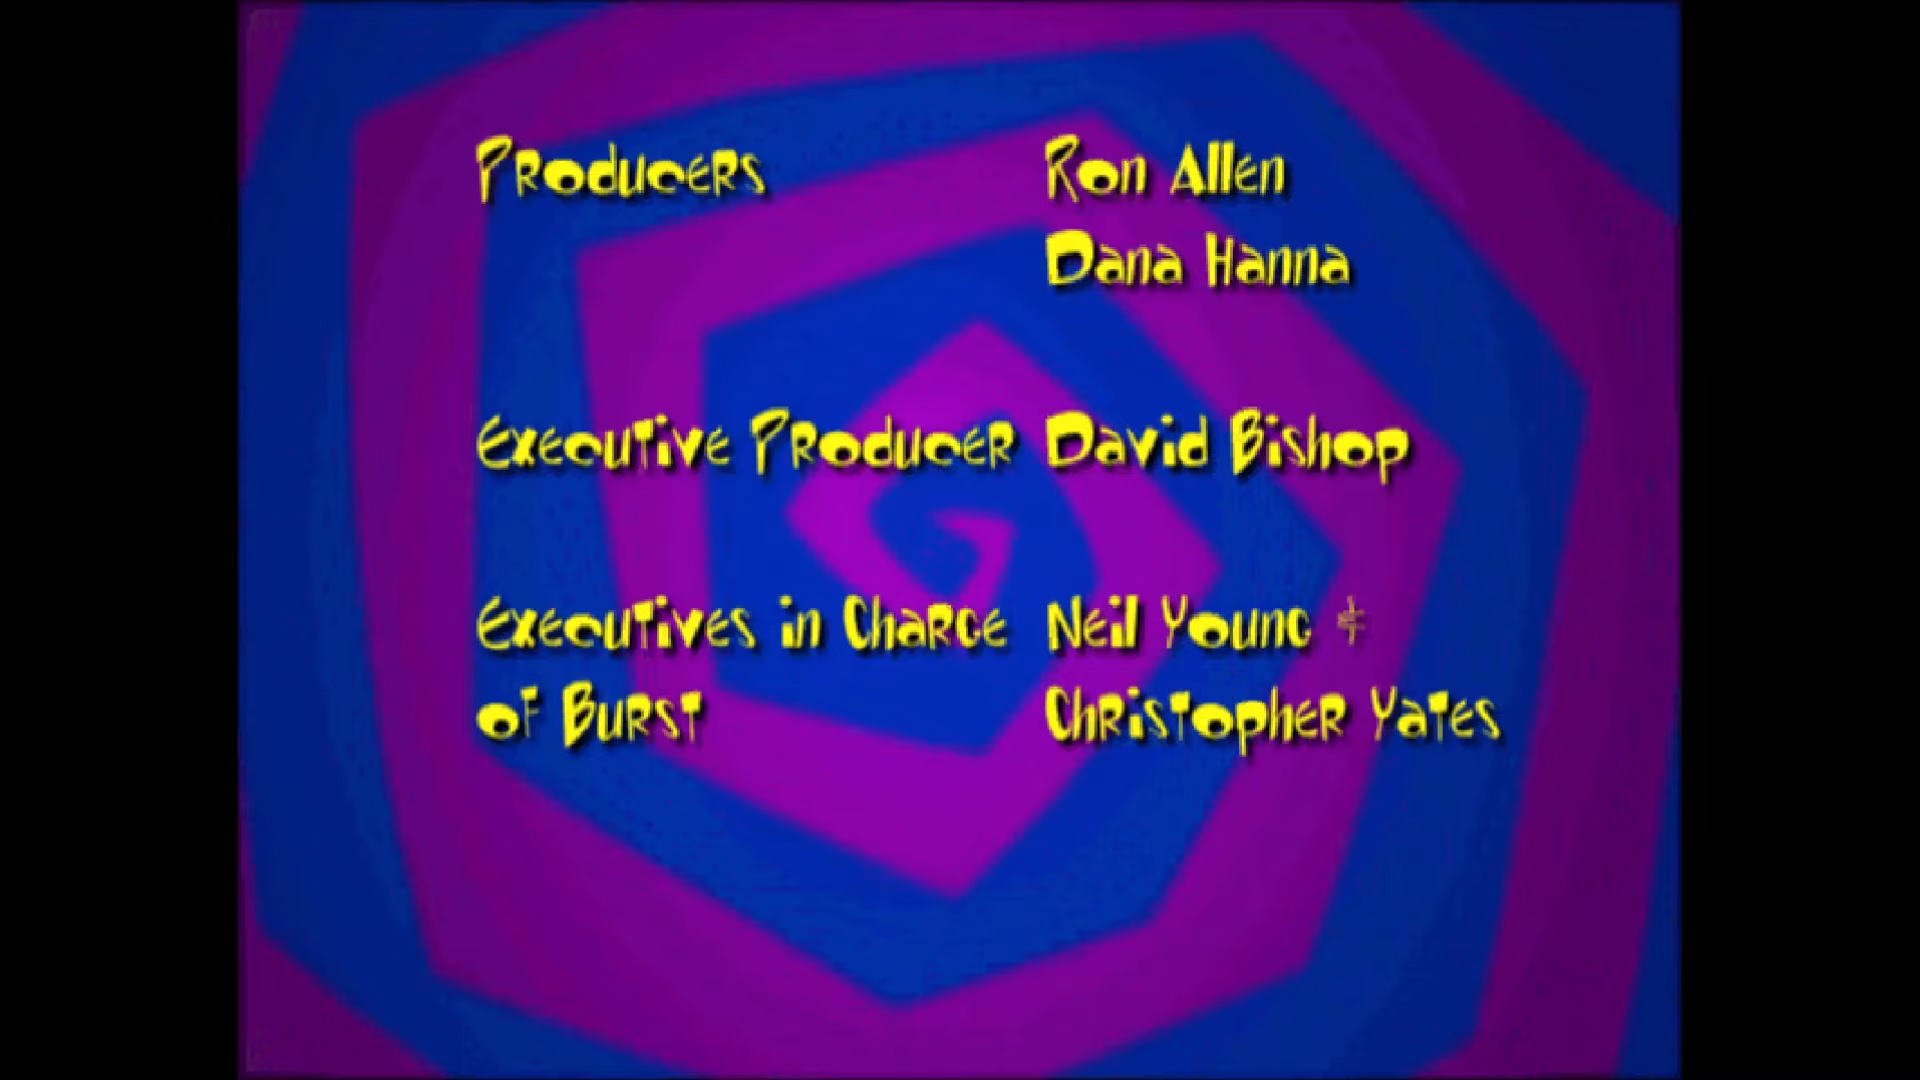 Producers Ron Allen
Dana Hanna
Executive Producer David Bishop
Executives in Charge Neil Young &
of Burst Christopher Yates